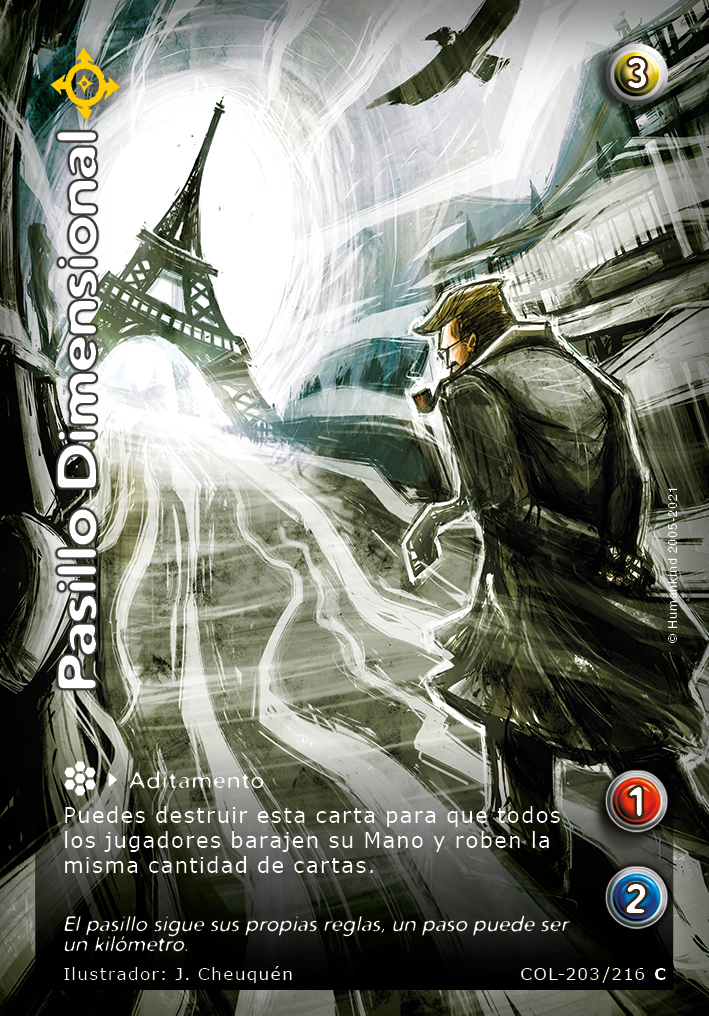 3
Pasillo Dimensional
© HumanKind 2005-2021
Aditamento
Puedes destruir esta carta para que todos
los jugadores barajen su Mano y roben la
misma cantidad de cartas.
1
2
El pasillo sigue sus propias reglas, un paso puede ser
un kilómetro.
Ilustrador: J. Cheuquén
COL-203/216 C